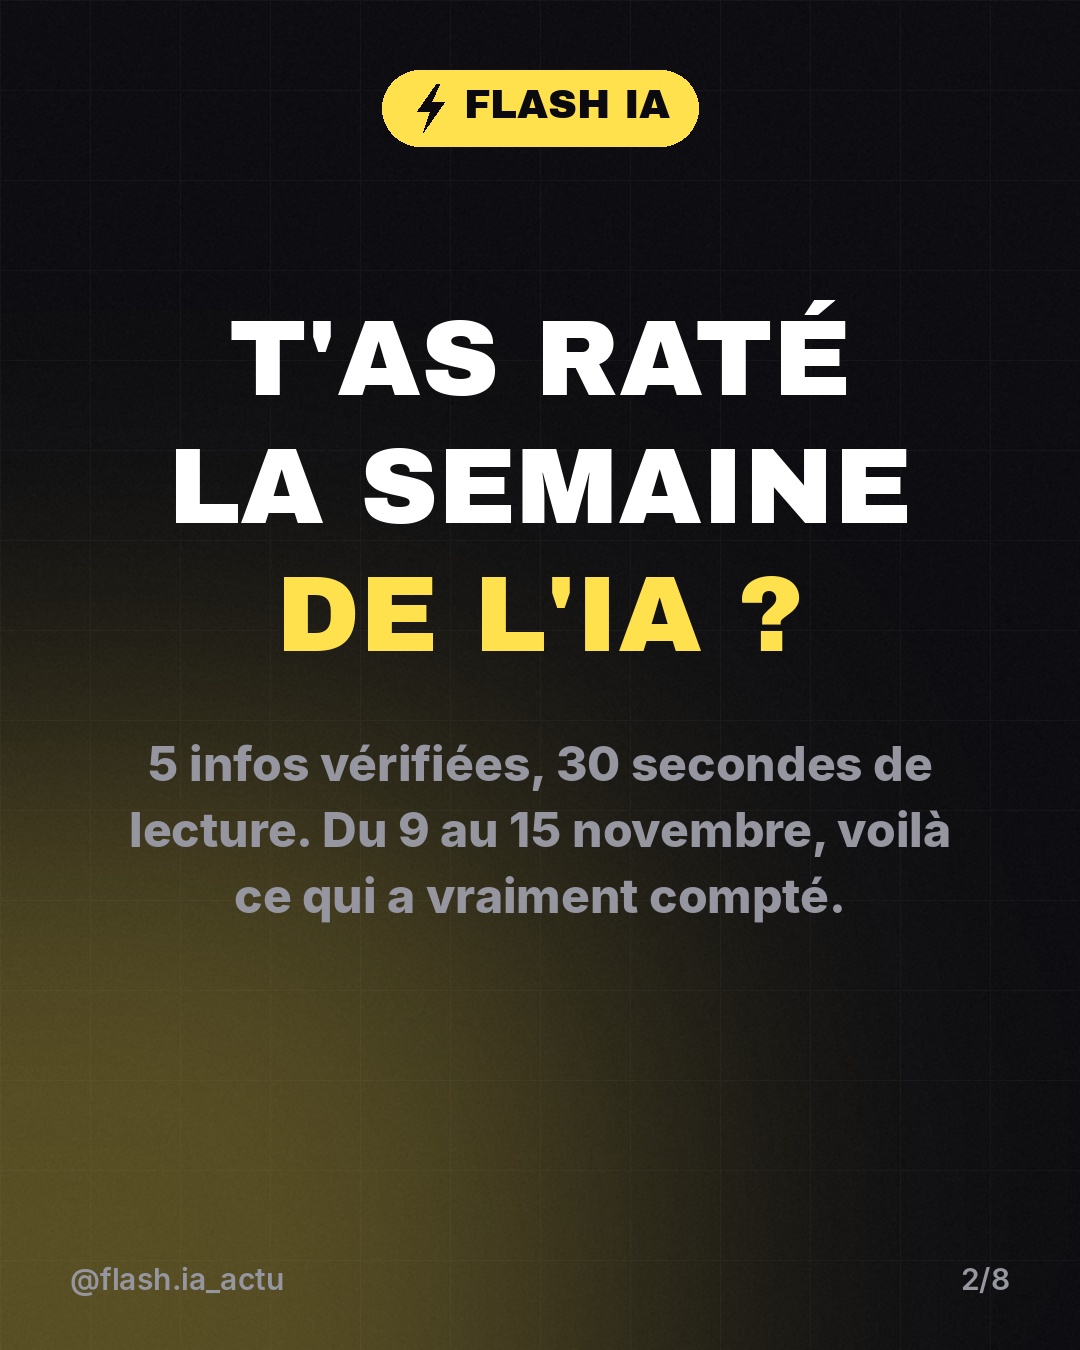 FLASH IA
T'AS RATÉ
LA SEMAINE
DE L'IA ?
5 infos vérifiées, 30 secondes de
lecture. Du 9 au 15 novembre, voilà
ce qui a vraiment compté.
@flash.ia_actu
2/8